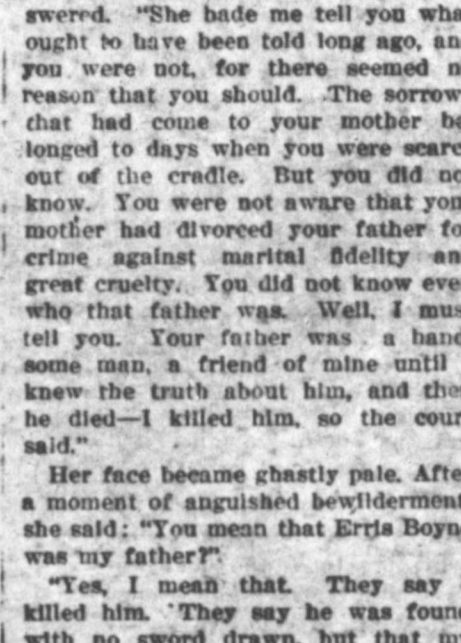 swered. "She bade me tell you wha
ought to have been told long ago, an
you were not, for there seemed n
reason that you should. The sorrow
that had come to your mother be
longed to days when you were scarc
out of the cradle. But you did no
know. You were not aware that you
mother had divorced your father fo
crime against marital fidelity an
great cruelty. You did not know eve
who that father was. Well, I mus
tell you. Your father was a hand
some man, a friend of mine until
knew the truth about him, and the
he died—I killed him, so the cour
said."
Her face became ghastly pale. Afte
a moment of anguished bewilderment
she said: "You mean that Erris Boyn
was my father?"
"Yes, I mean that. They say
killed him. They say he was foun
with no sword drawn, but that